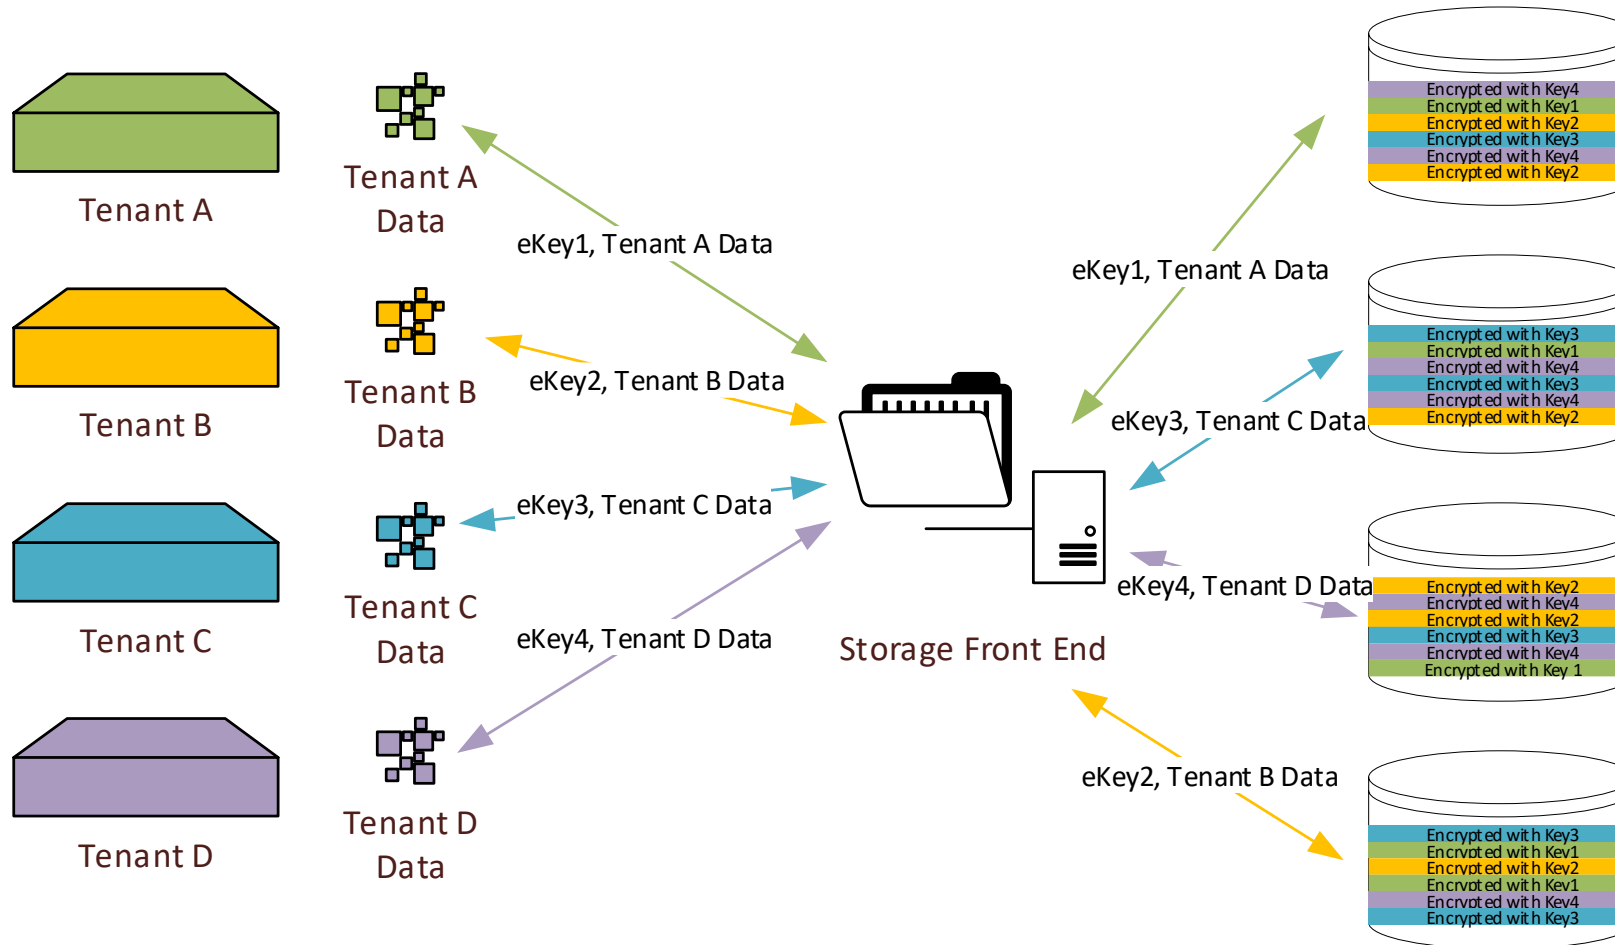 Tenant A
Tenant B
Tenant C
Tenant D
Tenant A
Data
Tenant B
Data
Tenant C
Data
Tenant D
Data
eKey1, Tenant A Data
eKey2, Tenant B Data
eKey3, Tenant C Data
eKey4, Tenant D Data
Storage Front End
eKey1, Tenant A Data
eKey3, Tenant C Data
eKey4, Tenant D Data
eKey2, Tenant B Data
Encrypted with Key4
Encrypted with Key1
Encrypted with Key2
Encrypted with Key3
Encrypted with Key4
Encrypted with Key2
Encrypted with Key3
Encrypted with Key1
Encrypted with Key4
Encrypted with Key3
Encrypted with Key4
Encrypted with Key2
Encrypted with Key2
Encrypted with Key4
Encrypted with Key2
Encrypted with Key3
Encrypted with Key4
Encrypted with Key 1
Encrypted with Key3
Encrypted with Key1
Encrypted with Key2
Encrypted with Key1
Encrypted with Key4
Encrypted with Key3